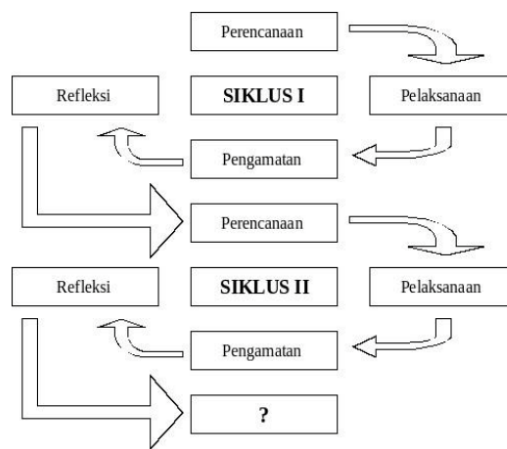 Perencanaan
Refleksi
SIKLUS I
Pelaksanaan
Pengamatan
Perencanaan
Refleksi
SIKLUS II
Pelaksanaan
Pengamatan
?